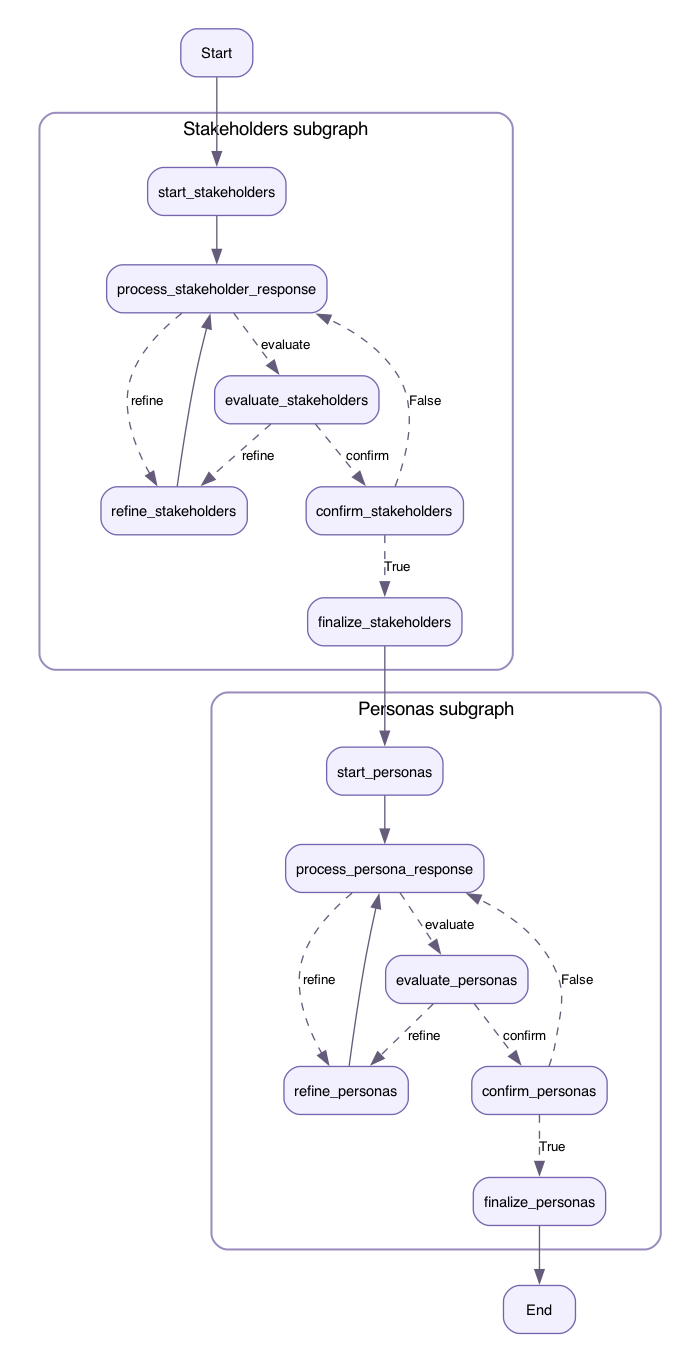 Start
Stakeholders subgraph
start_stakeholders
process_stakeholder_response
evaluate
refine
evaluate_stakeholders
False
refine
confirm
refine_stakeholders
confirm_stakeholders
True
finalize_stakeholders
Personas subgraph
start_personas
process_persona_response
evaluate
refine
evaluate_personas
False
refine
confirm
refine_personas
confirm_personas
True
finalize_personas
End